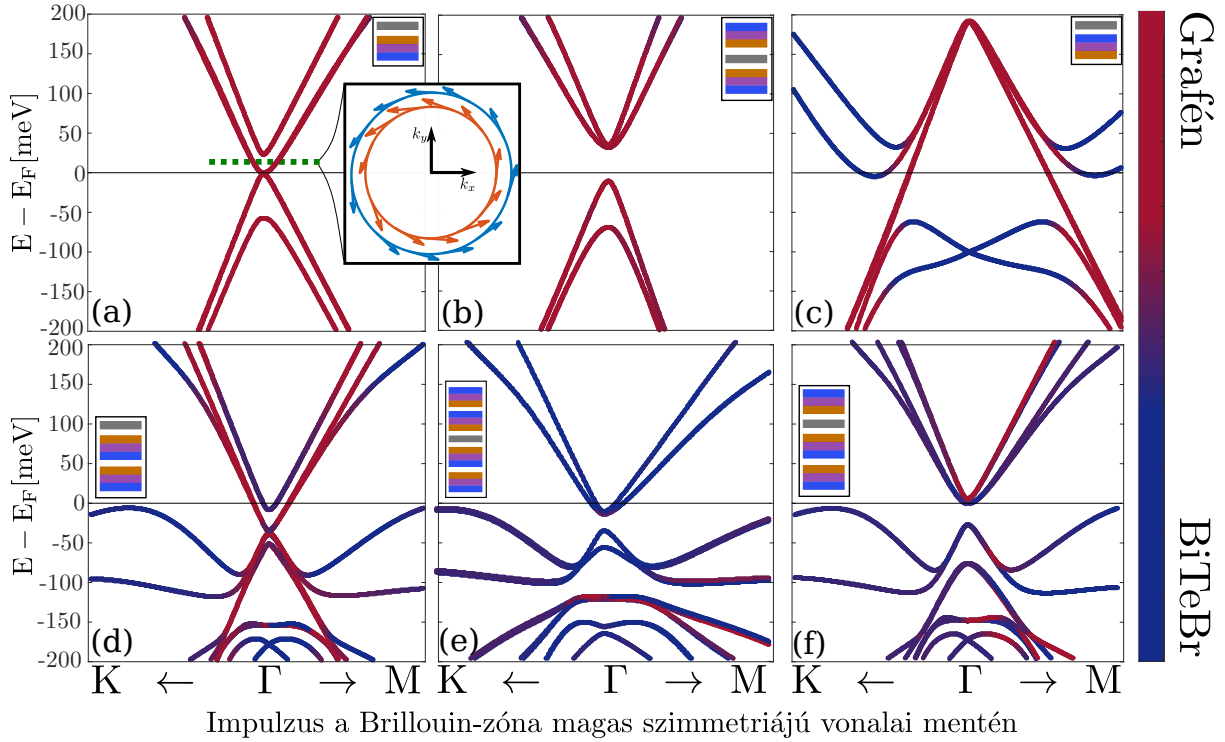 200
150
100
50
0
-50
-100
-150
-200
E − E_F[meV]
(a)
k_y
k_x
(b)
(c)
Grafén
200
150
100
50
0
-50
-100
-150
-200
E − E_F[meV]
(d)
(e)
(f)
BiTeBr
K ← Γ → M
K ← Γ → M
K ← Γ → M
Impulzus a Brillouin-zóna magas szimmetriájú vonalai mentén